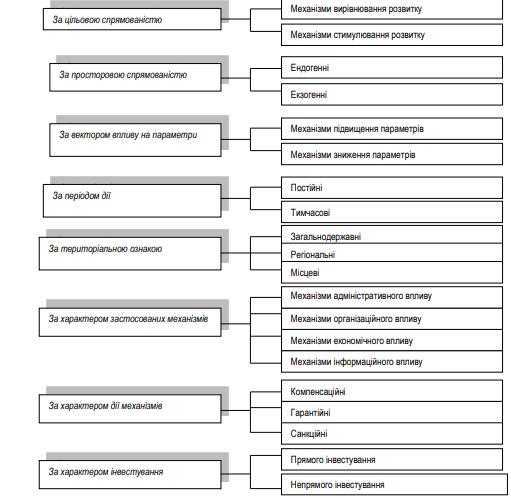 За цільовою спрямованістю
Механізми вирівнювання розвитку
Механізми стимулювання розвитку
За просторовою спрямованістю
Ендогенні
Екзогенні
За вектором впливу на параметри
Механізми підвищення параметрів
Механізми зниження параметрів
За періодом дії
Постійні
Тимчасові
За територіальною ознакою
Загальнодержавні
Регіональні
Місцеві
За характером застосованих механізмів
Механізми адміністративного впливу
Механізми організаційного впливу
Механізми економічного впливу
Механізми інформаційного впливу
За характером дії механізмів
Компенсаційні
Гарантійні
Санкційні
За характером інвестування
Прямого інвестування
Непрямого інвестування